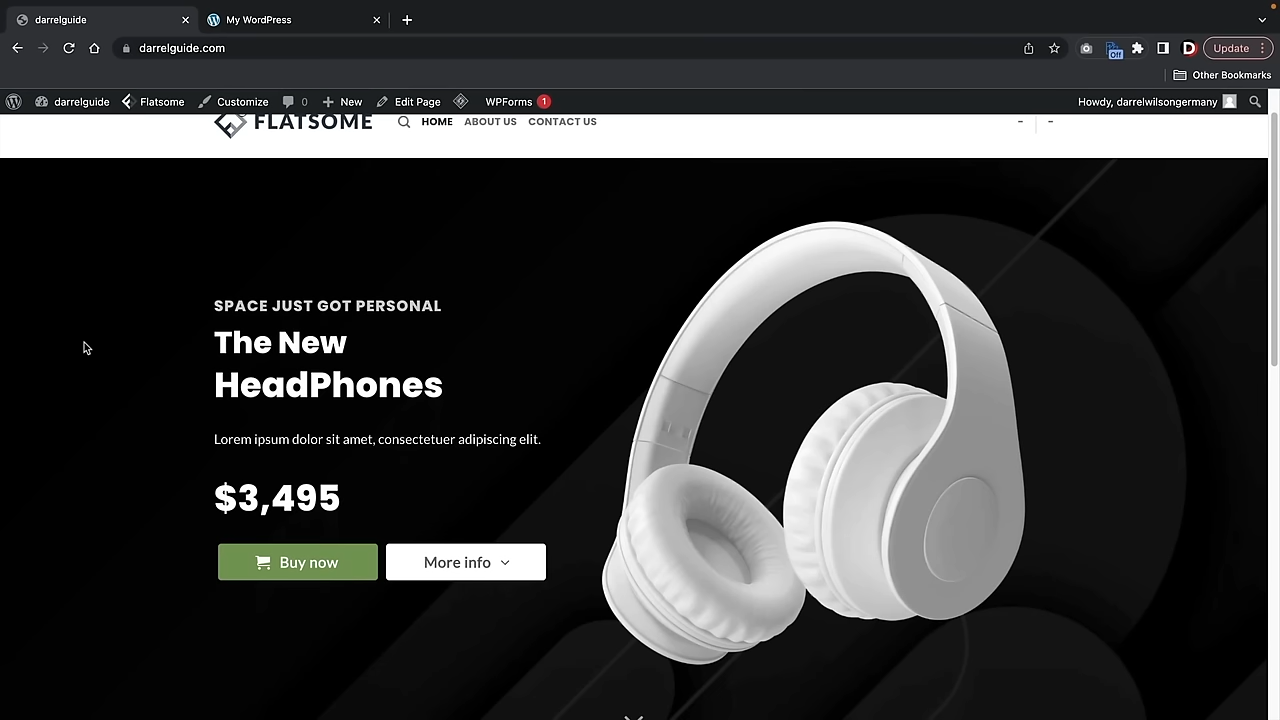 darrelguide
My WordPress
darrelguide.com
Off
D
Update
Other Bookmarks
darrelguide
Flatsome
Customize
0
New
Edit Page
WPForms 1
Howdy, darrelwilsongermany
FLATSOME
HOME
ABOUT US
CONTACT US
-
-
SPACE JUST GOT PERSONAL
The New
HeadPhones
Lorem ipsum dolor sit amet, consectetuer adipiscing elit.
$3,495
Buy now
More info